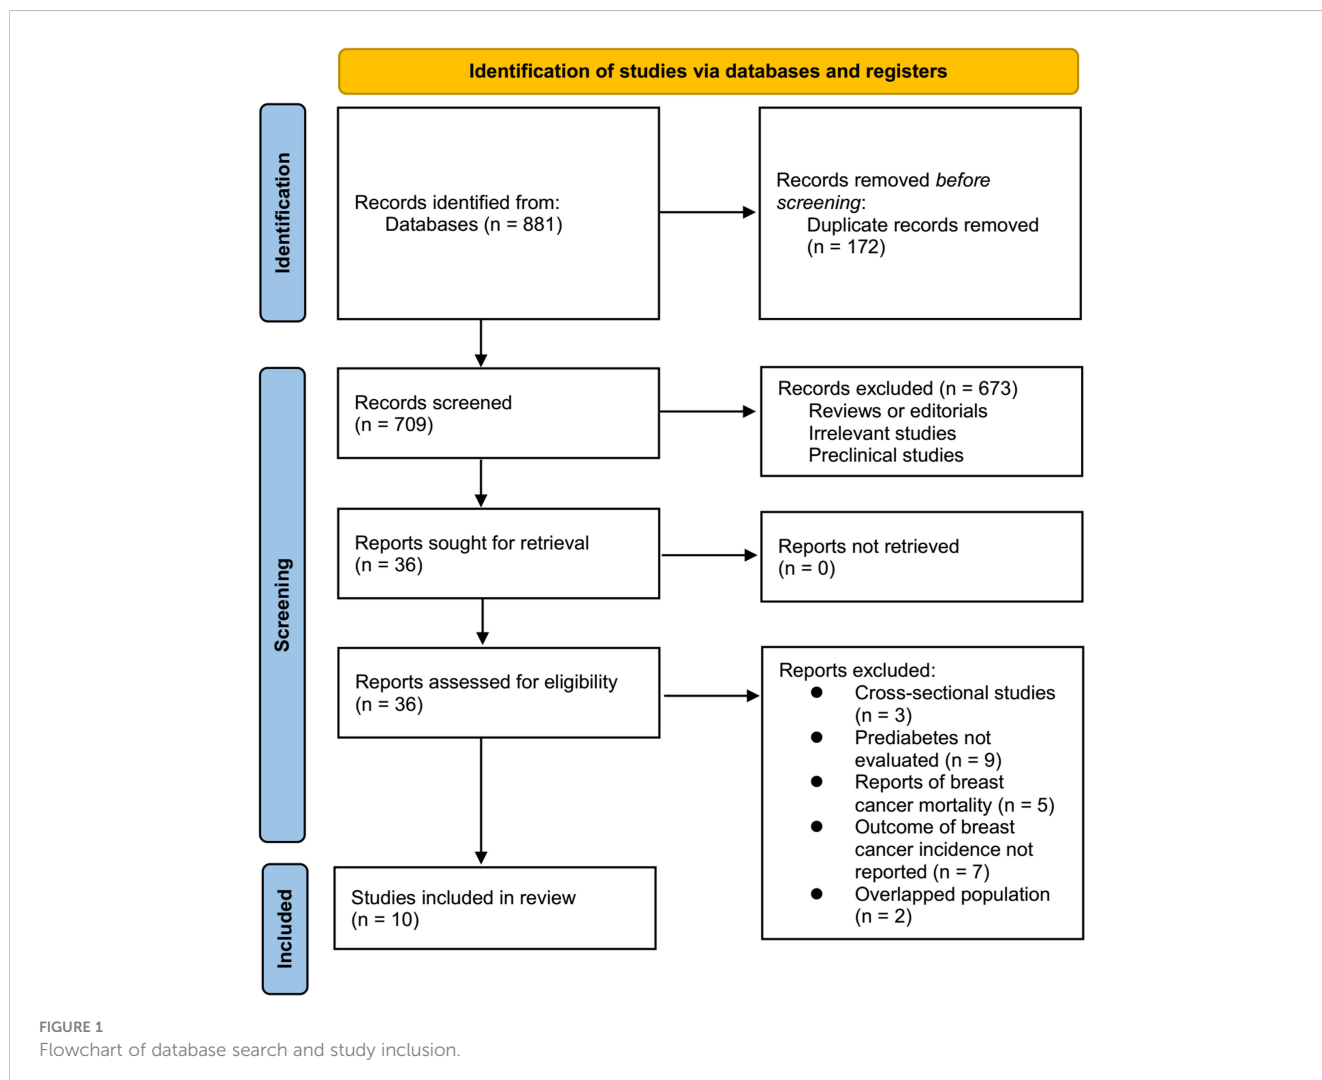 Identification of studies via databases and registers
Identification
Records identified from:
Databases (n = 881)
Records removed before
screening:
Duplicate records removed
(n = 172)
Screening
Records screened
(n = 709)
Records excluded (n = 673)
Reviews or editorials
Irrelevant studies
Preclinical studies
Reports sought for retrieval
(n = 36)
Reports not retrieved
(n = 0)
Reports assessed for eligibility
(n = 36)
Reports excluded:
● Cross-sectional studies
(n = 3)
● Prediabetes not
evaluated (n = 9)
● Reports of breast
cancer mortality (n = 5)
● Outcome of breast
cancer incidence not
reported (n = 7)
● Overlapped population
(n = 2)
Included
Studies included in review
(n = 10)
FIGURE 1
Flowchart of database search and study inclusion.